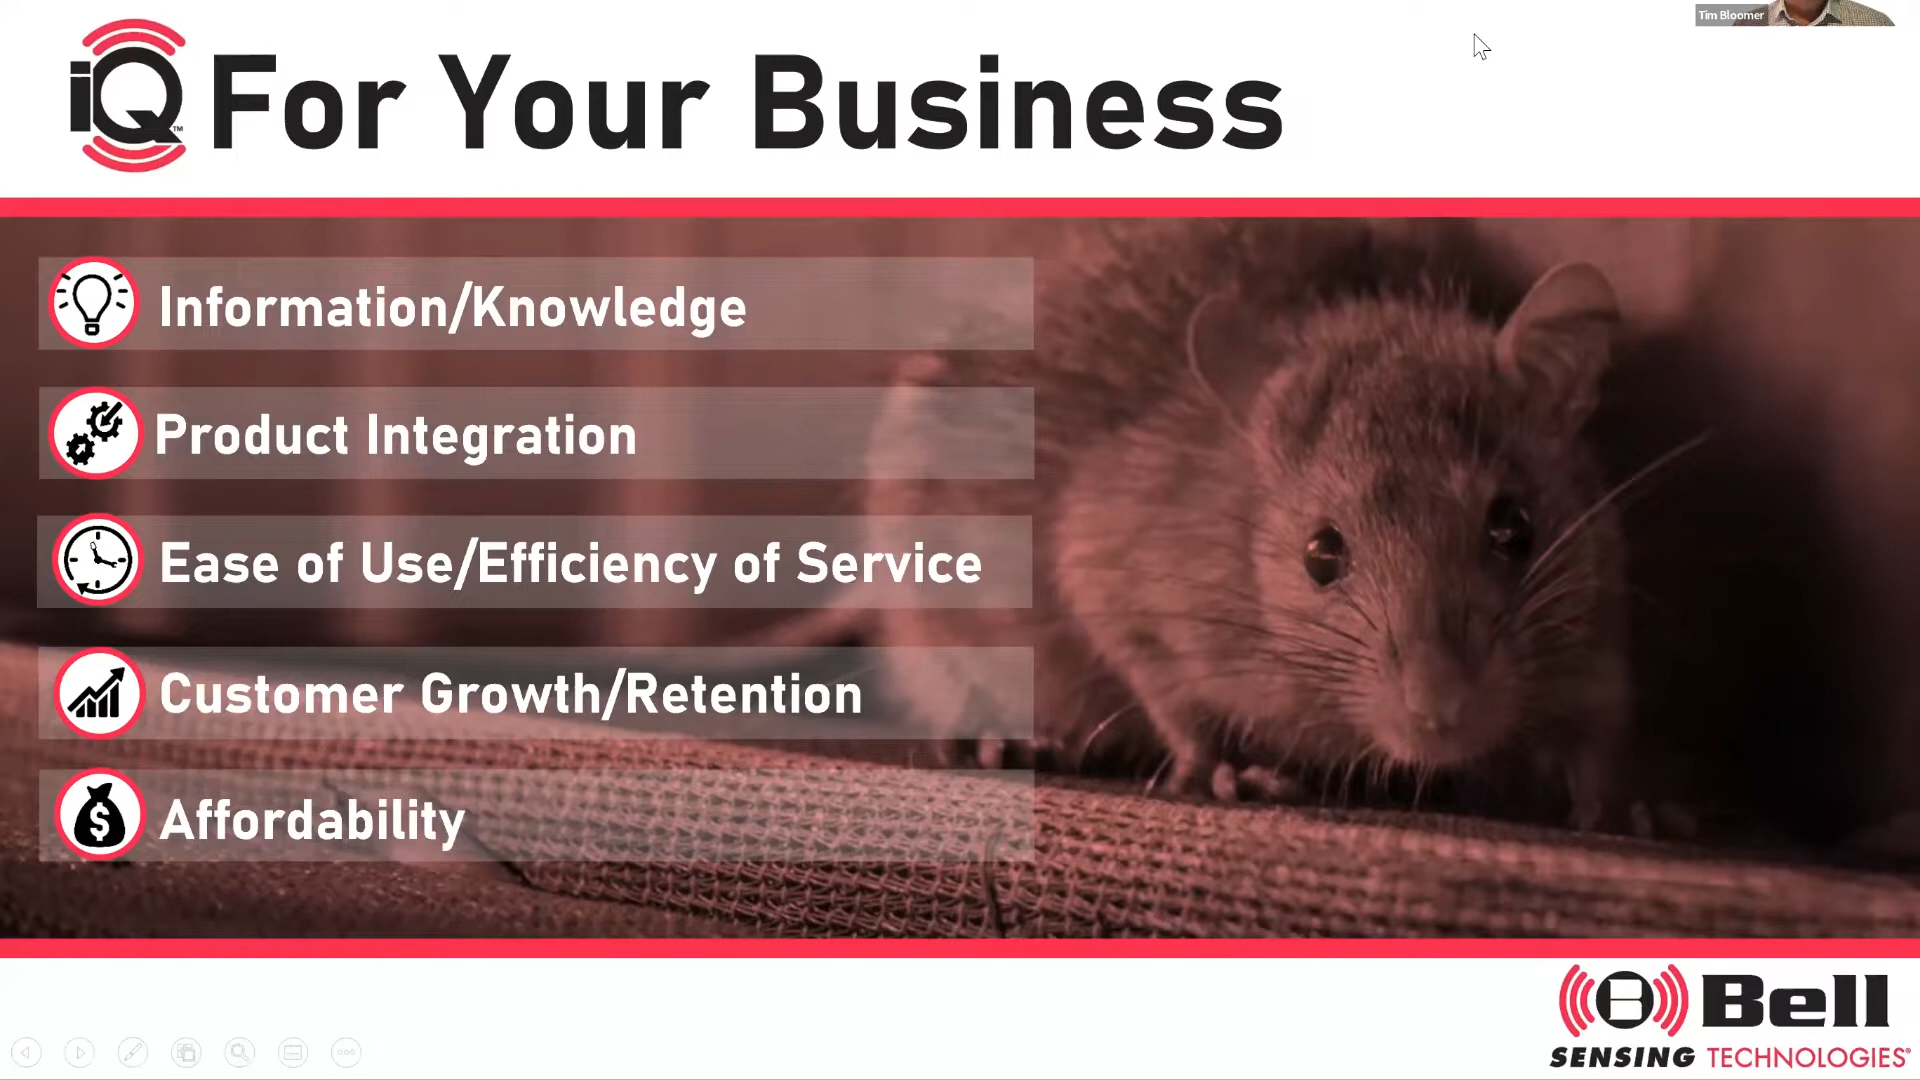 Tim Bloomer
iQ™ For Your Business
Information/Knowledge
Product Integration
Ease of Use/Efficiency of Service
Customer Growth/Retention
$ Affordability
B Bell
SENSING TECHNOLOGIES®